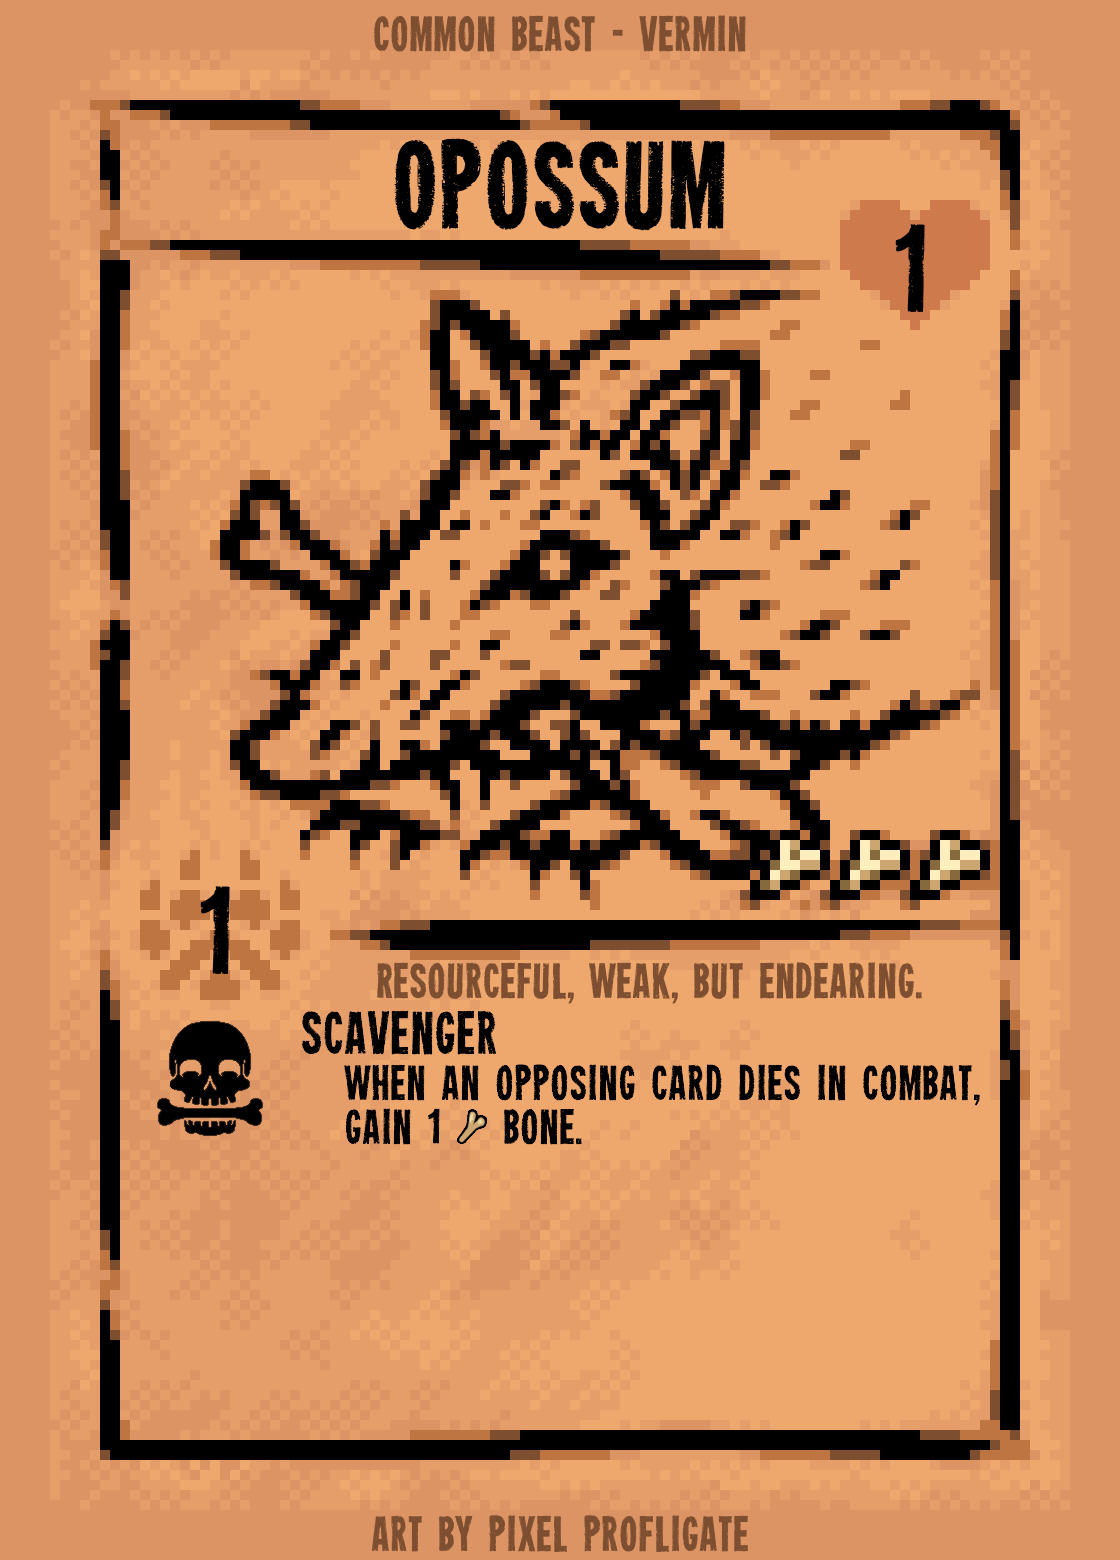 COMMON BEAST - VERMIN
OPOSSUM
1
1
RESOURCEFUL, WEAK, BUT ENDEARING.
SCAVENGER
WHEN AN OPPOSING CARD DIES IN COMBAT,
GAIN 1 BONE.
ART BY PIXEL PROFLIGATE